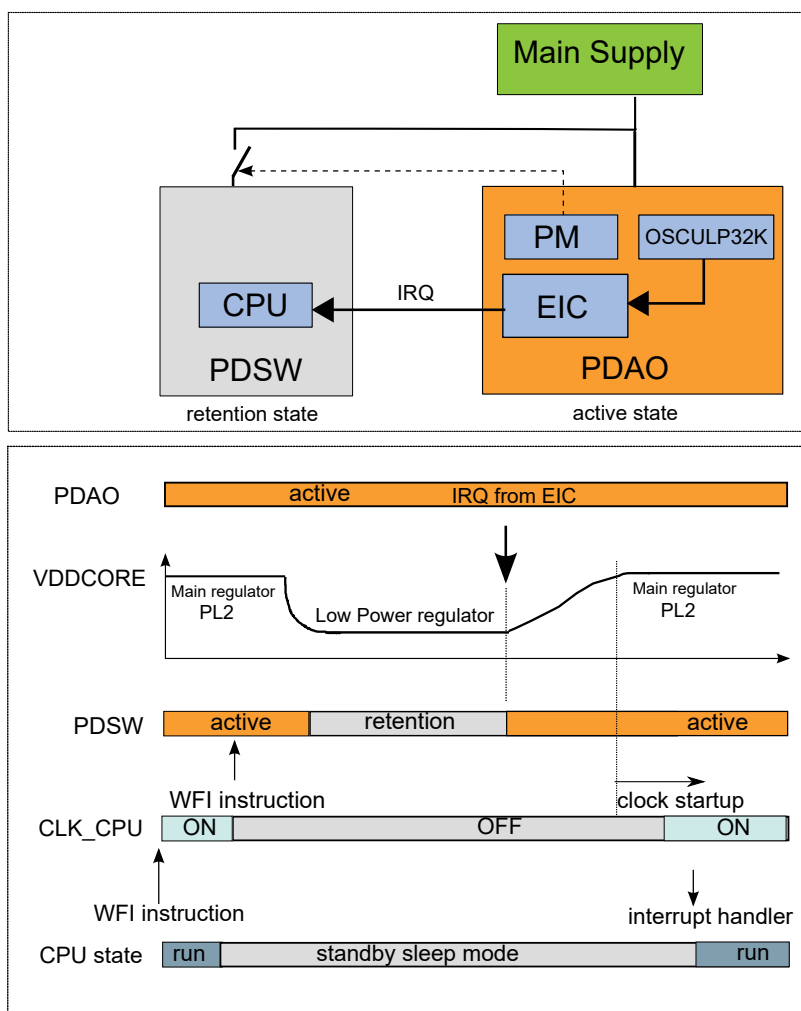 Main Supply
PM
OSCULP32K
CPU
IRQ
EIC
PDSW
PDAO
retention state
active state
PDAO
active
IRQ from EIC
VDDCORE
Main regulator
PL2
Low Power regulator
Main regulator
PL2
PDSW
active
retention
active
WFI instruction
clock startup
CLK_CPU
ON
OFF
ON
WFI instruction
interrupt handler
CPU state
run
standby sleep mode
run